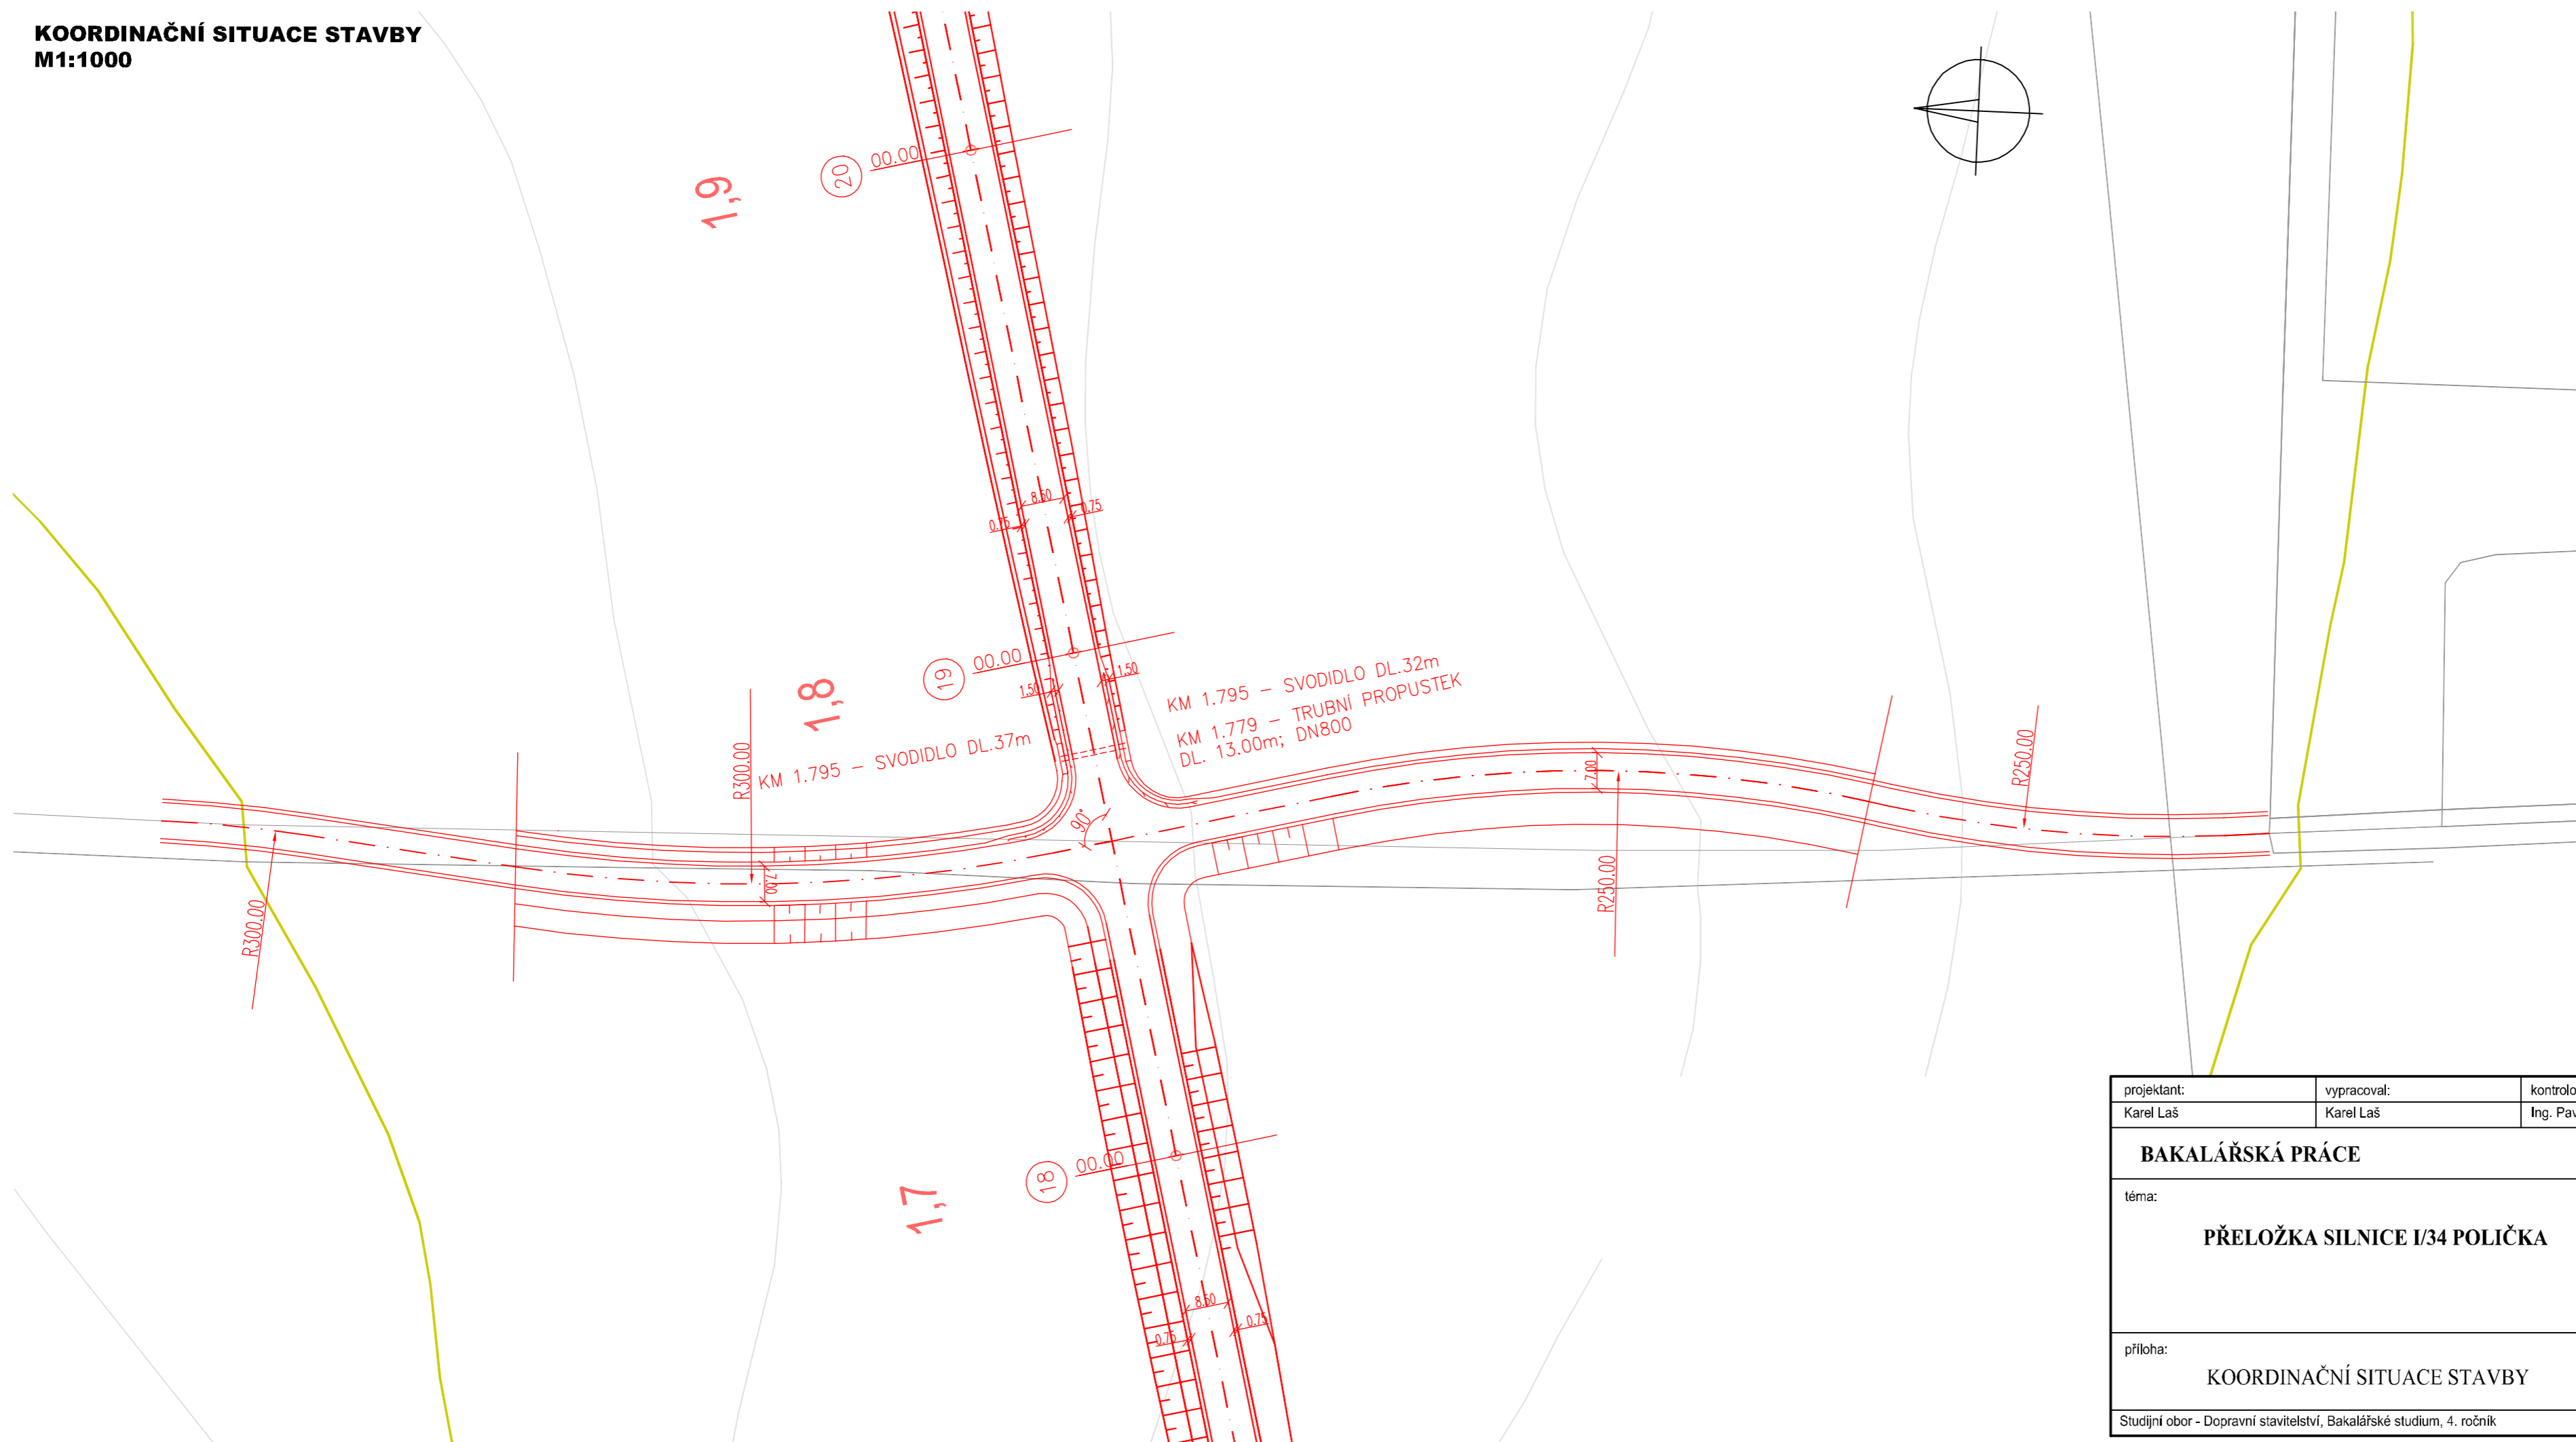 KOORDINAČNÍ SITUACE STAVBY
M1:1000
1,9
20
00.00
8.50
0.75
0.75
19
00.00
1,8
1.50
1.50
KM 1.795 – SVODIDLO DL.32m
KM 1.779 – TRUBNÍ PROPUSTEK
DL. 13.00m; DN800
KM 1.795 – SVODIDLO DL.37m
R300.00
7.00
90°
7.00
R250.00
R250.00
R300.00
18
00.00
1,7
8.50
0.75
0.75
projektant:
vypracoval:
kontrolo
Karel Laš
Karel Laš
Ing. Pav
BAKALÁŘSKÁ PRÁCE
téma:
PŘELOŽKA SILNICE I/34 POLIČKA
příloha:
KOORDINAČNÍ SITUACE STAVBY
Studijní obor - Dopravní stavitelství, Bakalářské studium, 4. ročník